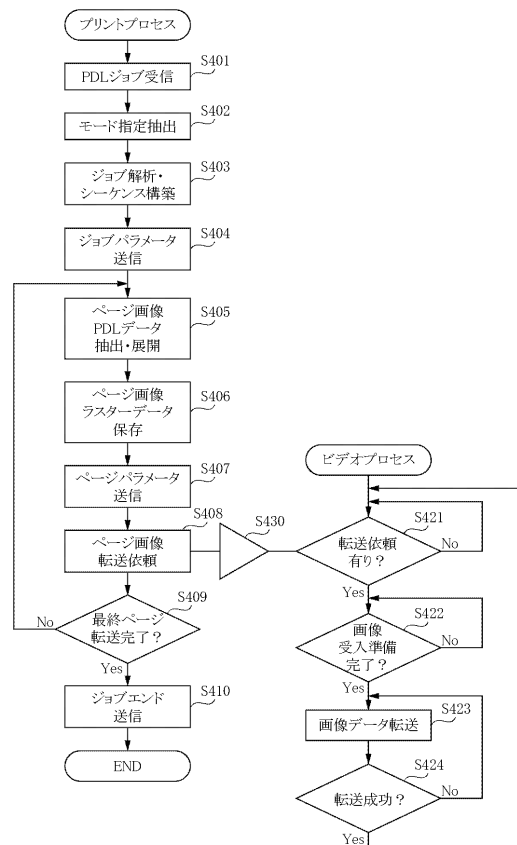 プリントプロセス
S401
PDLジョブ受信
S402
モード指定抽出
S403
ジョブ解析・
シーケンス構築
S404
ジョブパラメータ
送信
S405
ページ画像
PDLデータ
抽出・展開
S406
ページ画像
ラスターデータ
保存
S407
ページパラメータ
送信
S408
ページ画像
転送依頼
S430
S409
最終ページ
転送完了？
No
Yes
S410
ジョブエンド
送信
END
ビデオプロセス
S421
転送依頼
有り？
No
Yes
S422
画像
受入準備
完了？
No
Yes
S423
画像データ転送
S424
転送成功？
No
Yes